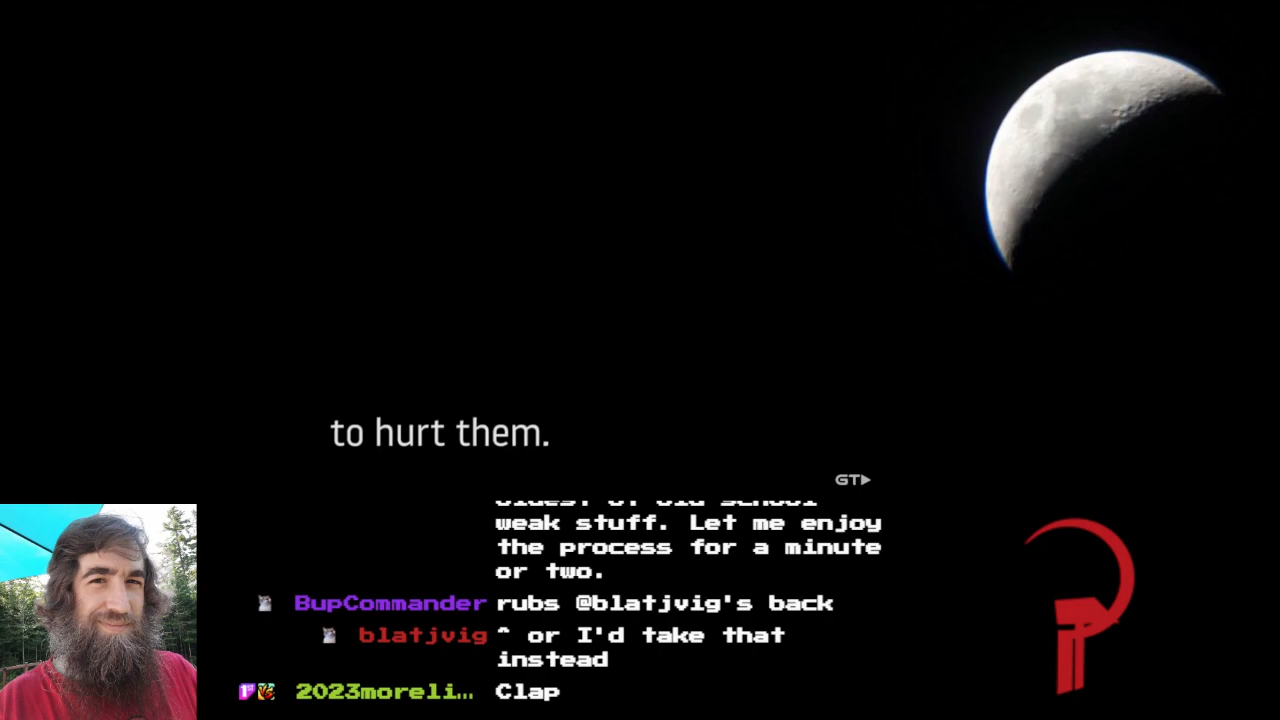 to hurt them.
GT
weak stuff. Let me enjoy
the process for a minute
or two.
BupCommander rubs @blatjvig's back
blatjvig ^ or I'd take that
instead
2023moreli... Clap